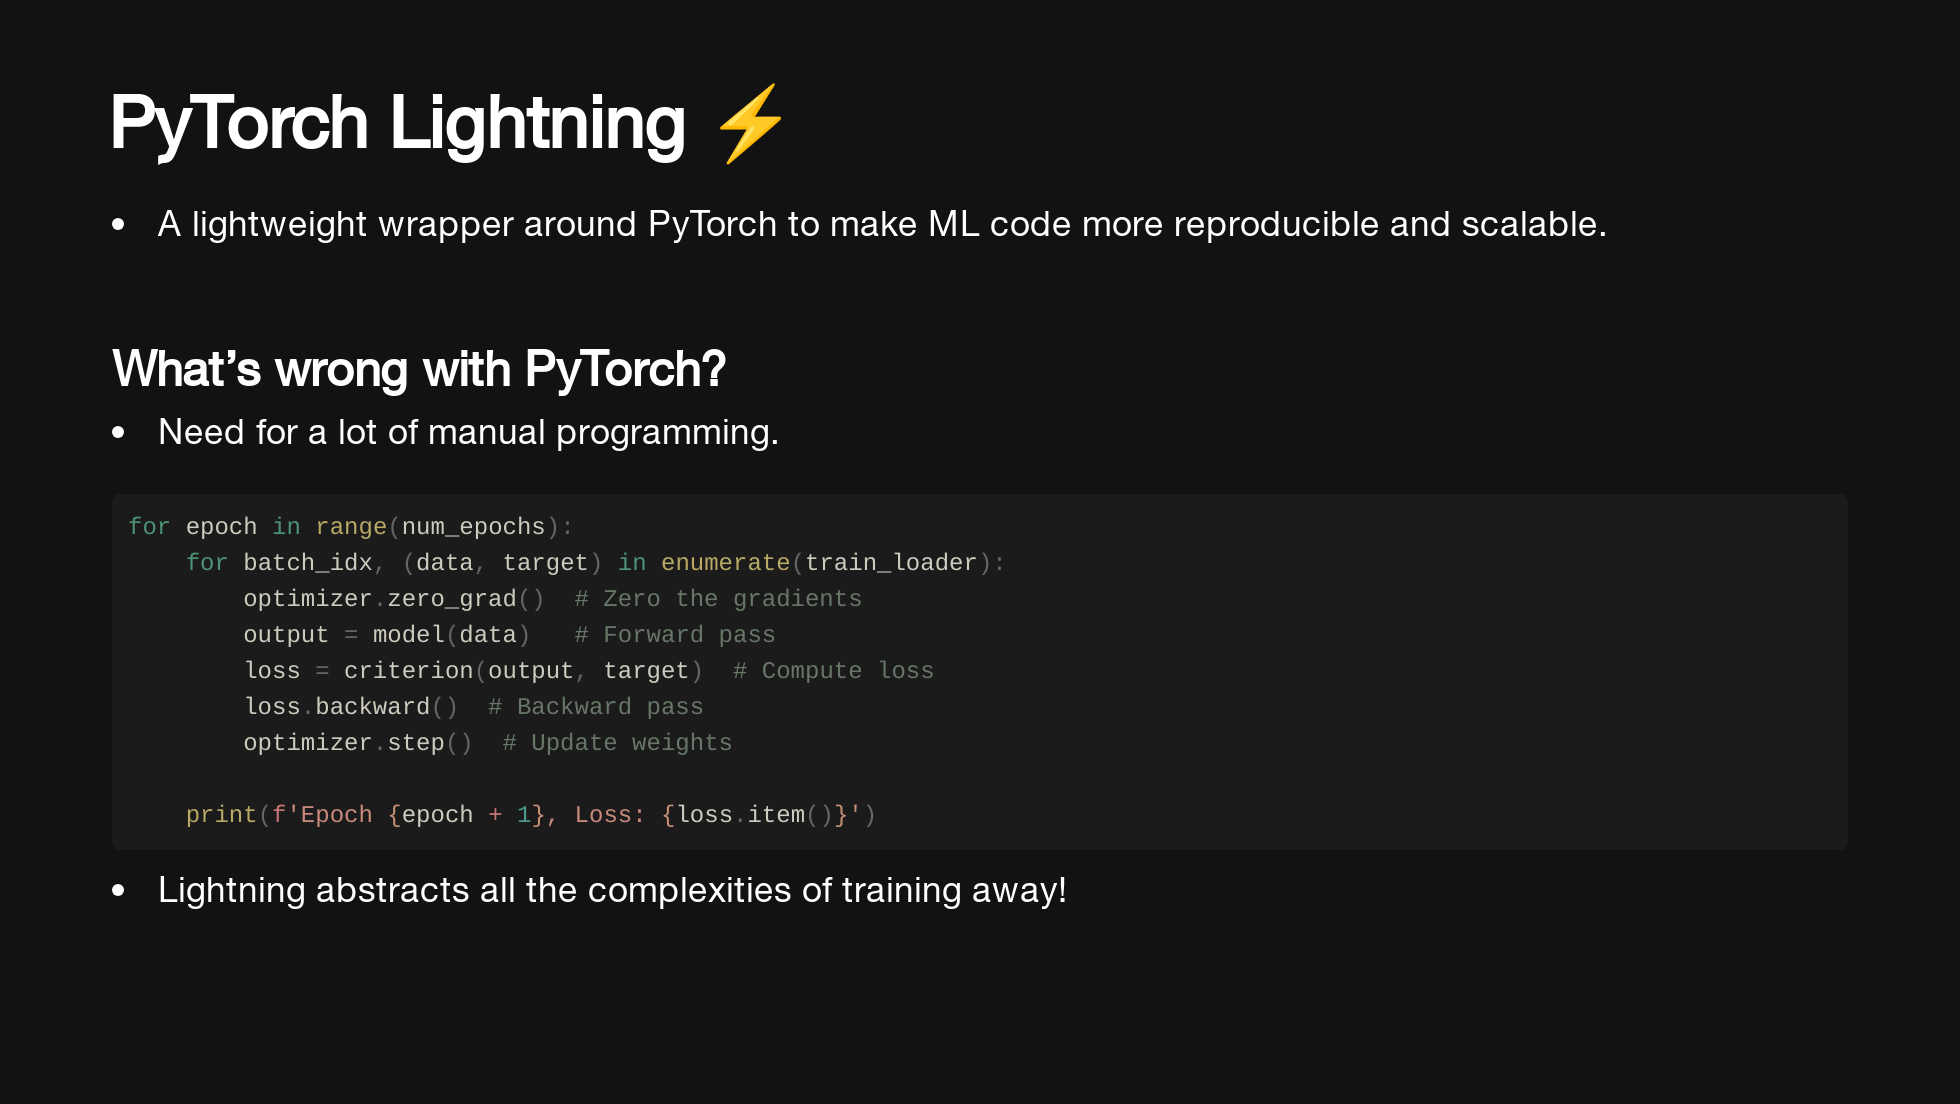 PyTorch Lightning ⚡
• A lightweight wrapper around PyTorch to make ML code more reproducible and scalable.
What’s wrong with PyTorch?
• Need for a lot of manual programming.
for epoch in range(num_epochs):
    for batch_idx, (data, target) in enumerate(train_loader):
        optimizer.zero_grad()  # Zero the gradients
        output = model(data)   # Forward pass
        loss = criterion(output, target)  # Compute loss
        loss.backward()  # Backward pass
        optimizer.step()  # Update weights

    print(f'Epoch {epoch + 1}, Loss: {loss.item()}')
• Lightning abstracts all the complexities of training away!